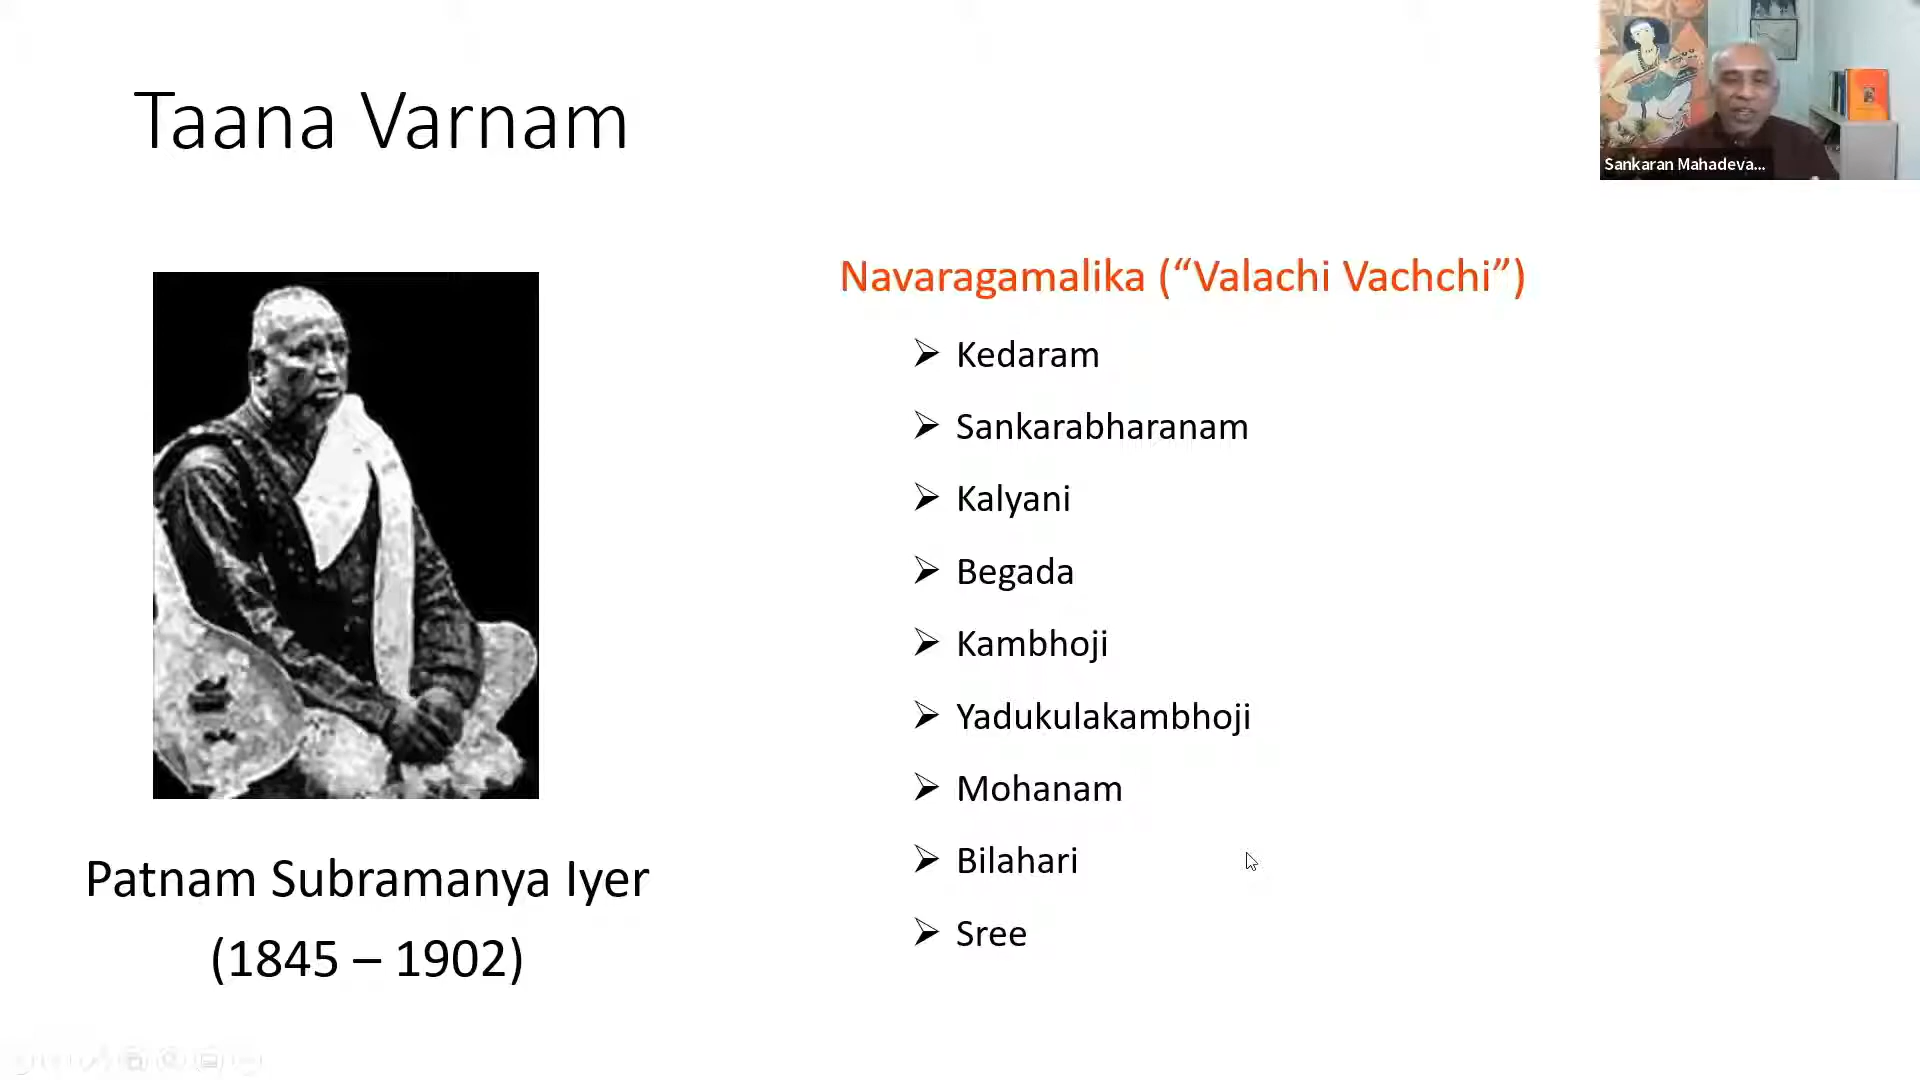 Taana Varnam
Sankaran Mahadeva...
Navaragamalika (“Valachi Vachchi”)
➢ Kedaram
➢ Sankarabharanam
➢ Kalyani
➢ Begada
➢ Kambhoji
➢ Yadukulakambhoji
➢ Mohanam
➢ Bilahari
➢ Sree
Patnam Subramanya Iyer
(1845 – 1902)